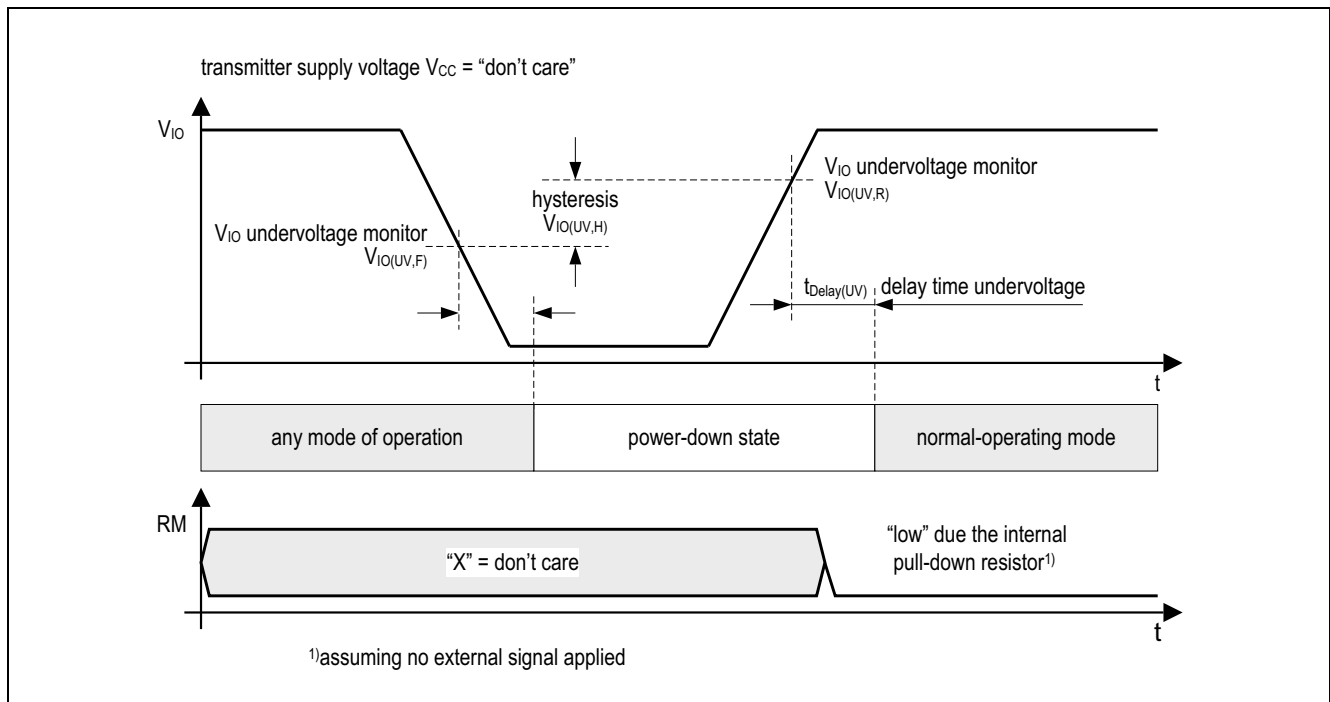 transmitter supply voltage VCC = “don’t care”
VIO
VIO undervoltage monitor
VIO(UV,R)
hysteresis
VIO(UV,H)
VIO undervoltage monitor
VIO(UV,F)
tDelay(UV) delay time undervoltage
t
any mode of operation
power-down state
normal-operating mode
RM
“X” = don’t care
“low” due the internal
pull-down resistor1)
t
1)assuming no external signal applied